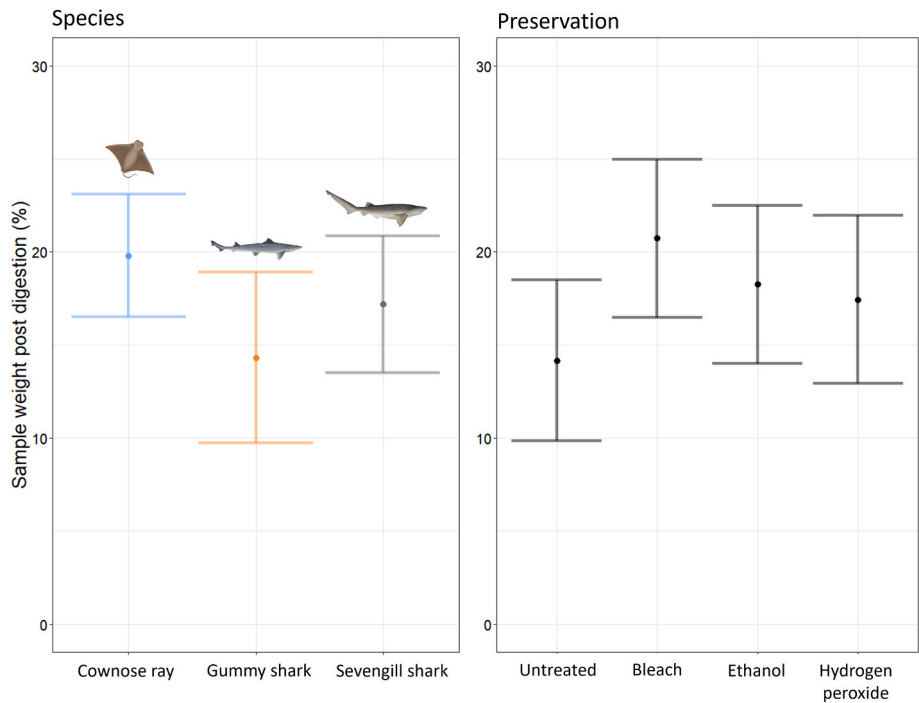 Species
Preservation
Sample weight post digestion (%)
30
20
10
0
Cownose ray
Gummy shark
Sevengill shark
30
20
10
0
Untreated
Bleach
Ethanol
Hydrogen
peroxide